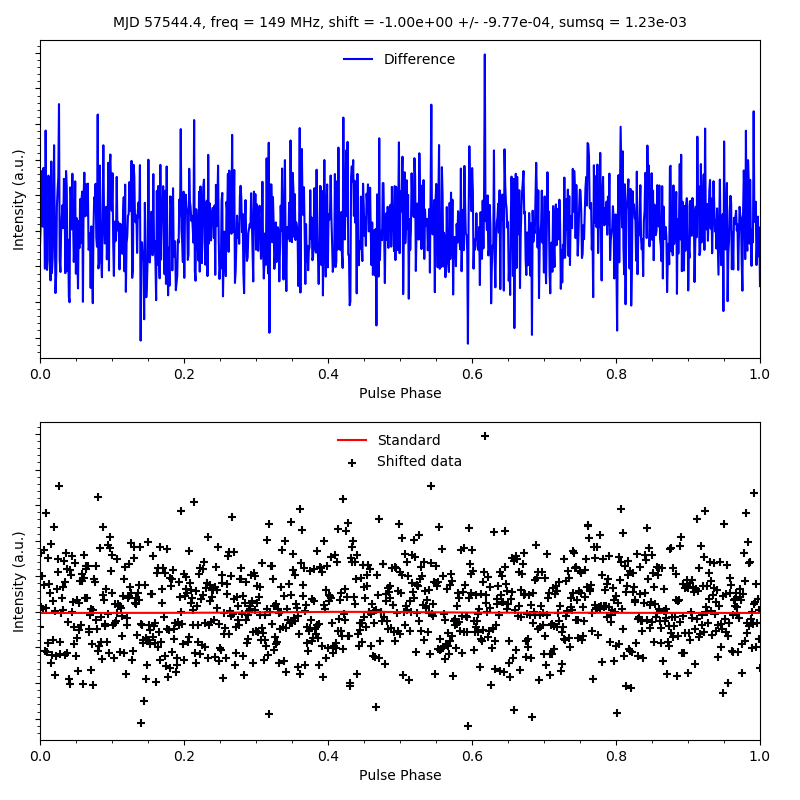 MJD 57544.4, freq = 149 MHz, shift = -1.00e+00 +/- -9.77e-04, sumsq = 1.23e-03
Difference
Intensity (a.u.)
0.0 0.2 0.4 0.6 0.8 1.0
Pulse Phase
Standard
Shifted data
Intensity (a.u.)
0.0 0.2 0.4 0.6 0.8 1.0
Pulse Phase